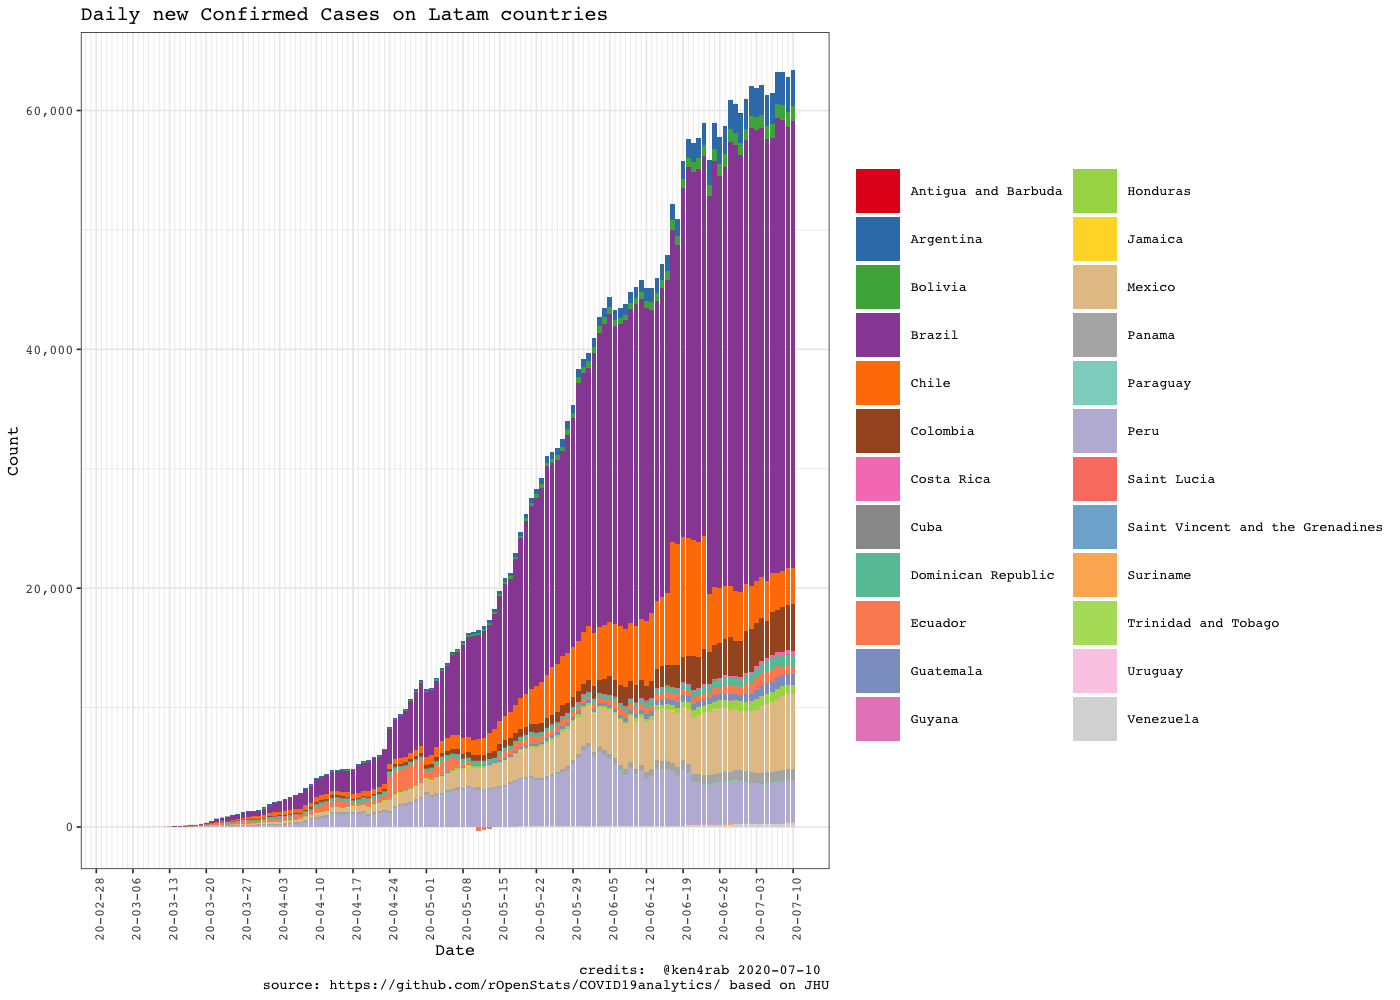 Daily new Confirmed Cases on Latam countries
Count
60,000
40,000
20,000
0
20-02-28
20-03-06
20-03-13
20-03-20
20-03-27
20-04-03
20-04-10
20-04-17
20-04-24
20-05-01
20-05-08
20-05-15
20-05-22
20-05-29
20-06-05
20-06-12
20-06-19
20-06-26
20-07-03
20-07-10
Date
Antigua and Barbuda
Argentina
Bolivia
Brazil
Chile
Colombia
Costa Rica
Cuba
Dominican Republic
Ecuador
Guatemala
Guyana
Honduras
Jamaica
Mexico
Panama
Paraguay
Peru
Saint Lucia
Saint Vincent and the Grenadines
Suriname
Trinidad and Tobago
Uruguay
Venezuela
credits:  @ken4rab 2020-07-10
source: https://github.com/rOpenStats/COVID19analytics/ based on JHU